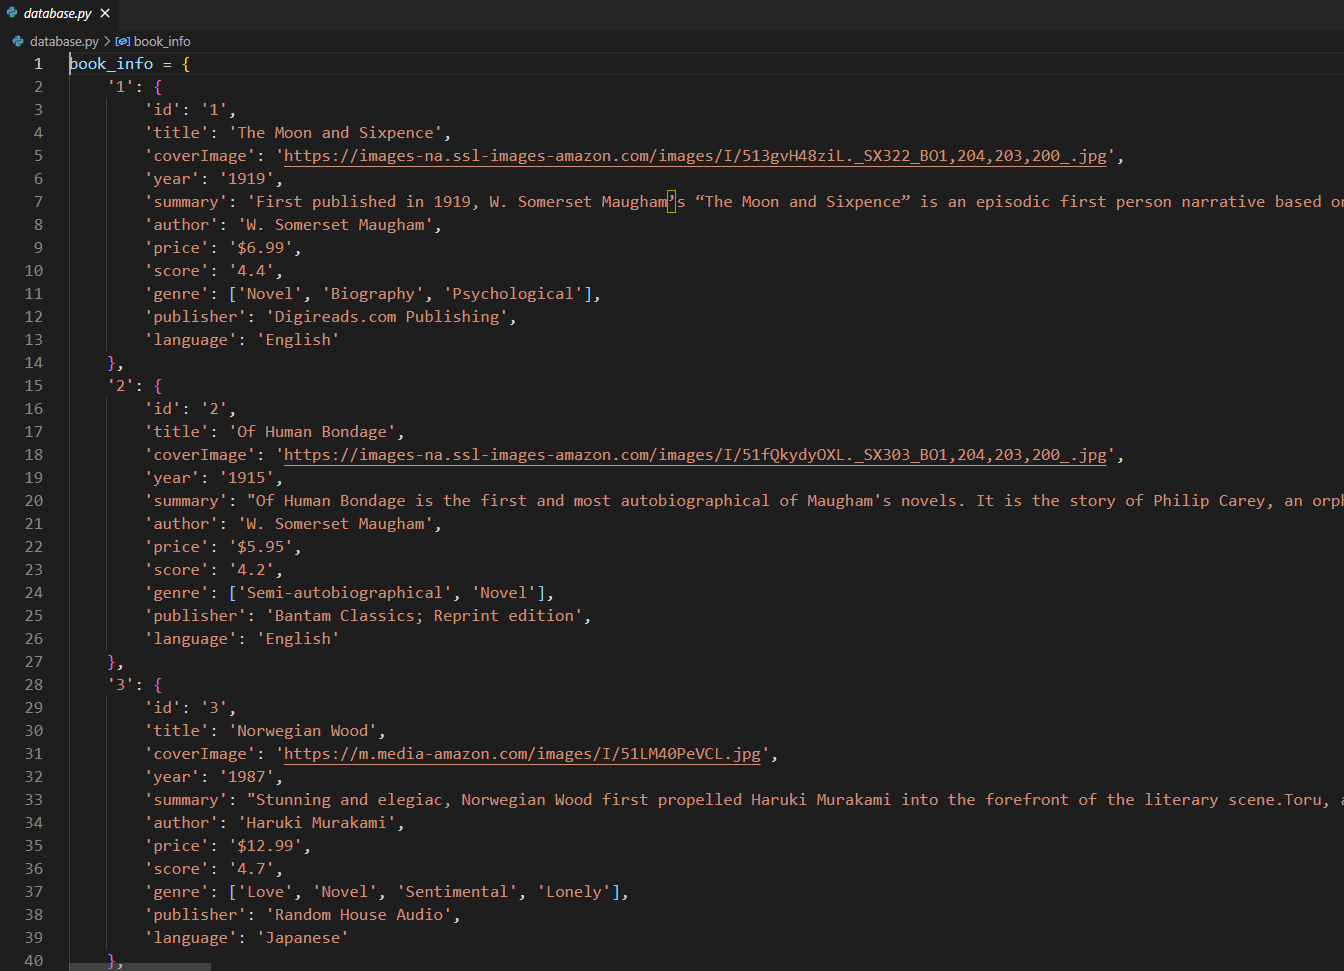 database.py ×
database.py > book_info
1 book_info = {
2 '1': {
3 'id': '1',
4 'title': 'The Moon and Sixpence',
5 'coverImage': 'https://images-na.ssl-images-amazon.com/images/I/513gvH48ziL._SX322_BO1,204,203,200_.jpg',
6 'year': '1919',
7 'summary': 'First published in 1919, W. Somerset Maugham’s “The Moon and Sixpence” is an episodic first person narrative based on
8 'author': 'W. Somerset Maugham',
9 'price': '$6.99',
10 'score': '4.4',
11 'genre': ['Novel', 'Biography', 'Psychological'],
12 'publisher': 'Digireads.com Publishing',
13 'language': 'English'
14 },
15 '2': {
16 'id': '2',
17 'title': 'Of Human Bondage',
18 'coverImage': 'https://images-na.ssl-images-amazon.com/images/I/51fQkydyOXL._SX303_BO1,204,203,200_.jpg',
19 'year': '1915',
20 'summary': "Of Human Bondage is the first and most autobiographical of Maugham's novels. It is the story of Philip Carey, an orph
21 'author': 'W. Somerset Maugham',
22 'price': '$5.95',
23 'score': '4.2',
24 'genre': ['Semi-autobiographical', 'Novel'],
25 'publisher': 'Bantam Classics; Reprint edition',
26 'language': 'English'
27 },
28 '3': {
29 'id': '3',
30 'title': 'Norwegian Wood',
31 'coverImage': 'https://m.media-amazon.com/images/I/51LM40PeVCL.jpg',
32 'year': '1987',
33 'summary': "Stunning and elegiac, Norwegian Wood first propelled Haruki Murakami into the forefront of the literary scene.Toru, a
34 'author': 'Haruki Murakami',
35 'price': '$12.99',
36 'score': '4.7',
37 'genre': ['Love', 'Novel', 'Sentimental', 'Lonely'],
38 'publisher': 'Random House Audio',
39 'language': 'Japanese'
40 },